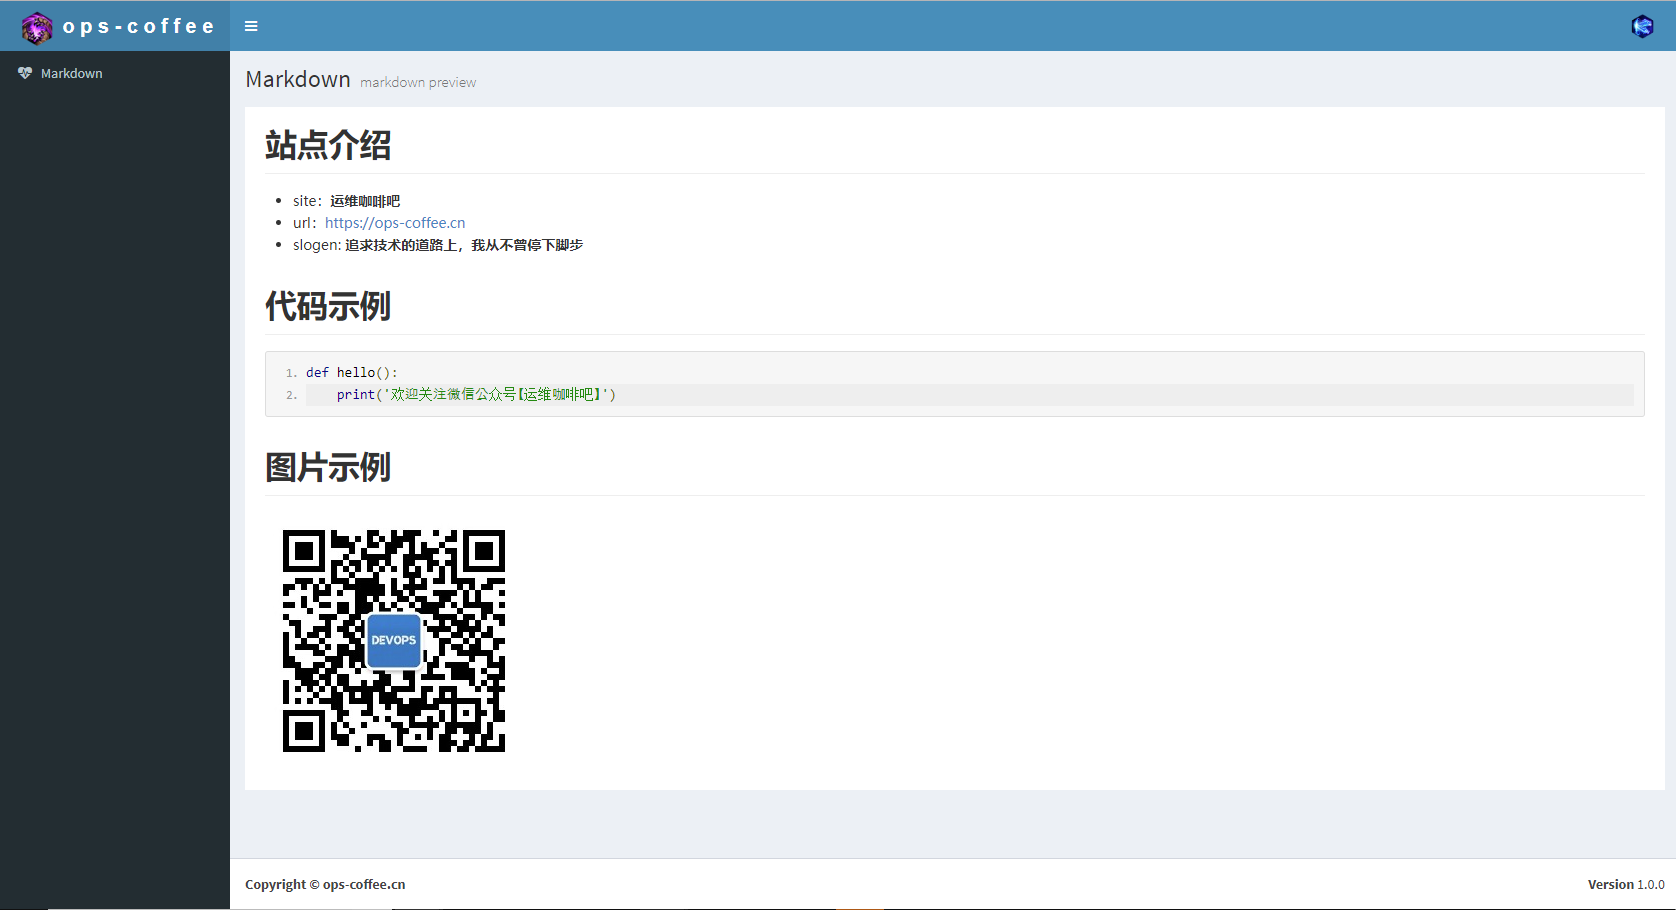 ops-coffee
Markdown
Markdown markdown preview
站点介绍
site：运维咖啡吧
url：https://ops-coffee.cn
slogen: 追求技术的道路上，我从不曾停下脚步
代码示例
1. def hello():
2. print('欢迎关注微信公众号【运维咖啡吧】')
图片示例
DEVOPS
Copyright © ops-coffee.cn
Version 1.0.0